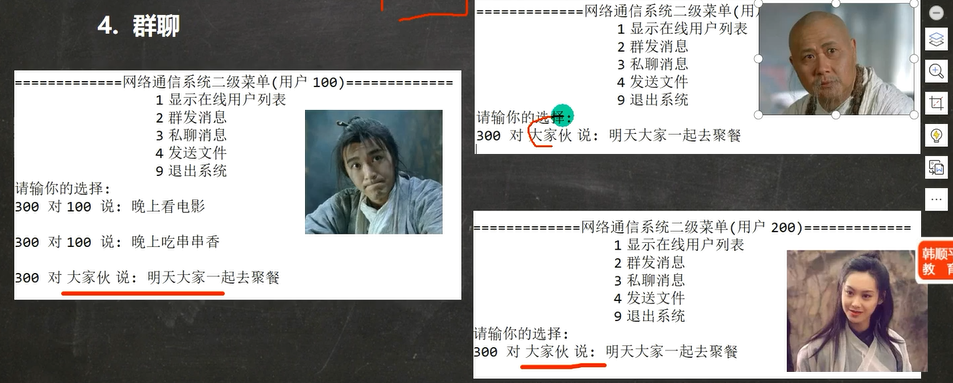 4. 群聊
=============网络通信系统二级菜单(用户 100)=============
1 显示在线用户列表
2 群发消息
3 私聊消息
4 发送文件
9 退出系统
请输你的选择:
300 对 100 说: 晚上看电影
300 对 100 说: 晚上吃串串香
300 对 大家伙 说: 明天大家一起去聚餐
=============网络通信系统二级菜单(用
1 显示在线用户列表
2 群发消息
3 私聊消息
4 发送文件
9 退出系统
请输你的选择:
300 对 大家伙 说: 明天大家一起去聚餐
=============网络通信系统二级菜单(用户 200)=============
1 显示在线用户列表
2 群发消息
3 私聊消息
4 发送文件
9 退出系统
请输你的选择:
300 对 大家伙 说: 明天大家一起去聚餐
韩顺平
教 育